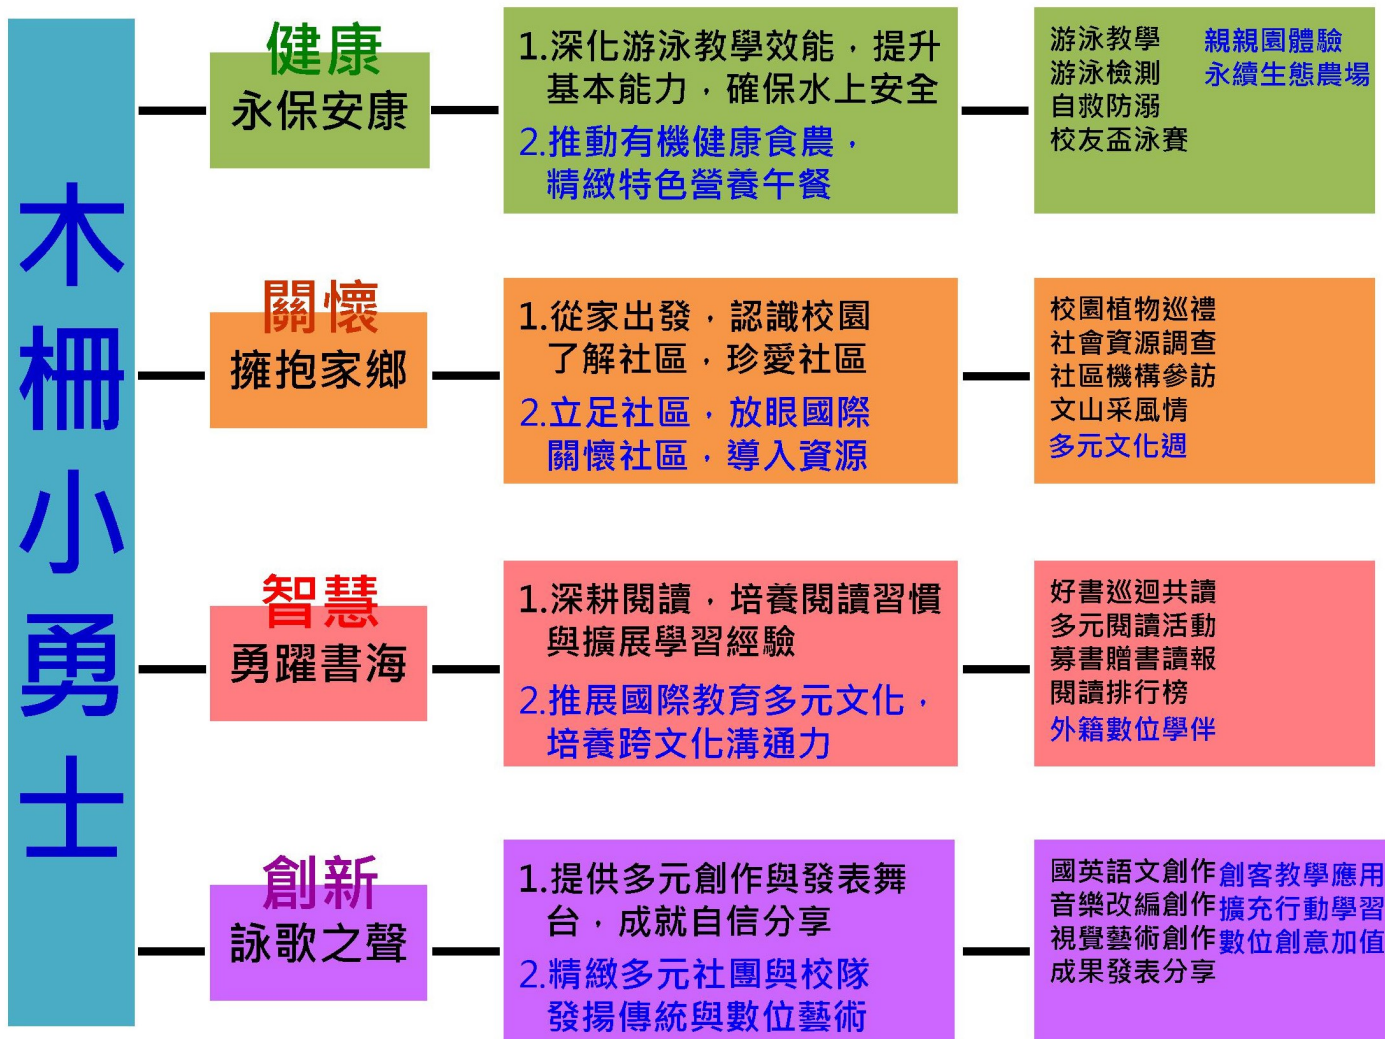 木柵小勇士
健康
永保安康
1.深化游泳教學效能，提升
基本能力，確保水上安全
2.推動有機健康食農，
精緻特色營養午餐
游泳教學
游泳檢測
自救防溺
校友盃泳賽
親親園體驗
永續生態農場
關懷
擁抱家鄉
1.從家出發，認識校園
了解社區，珍愛社區
2.立足社區，放眼國際
關懷社區，導入資源
校園植物巡禮
社會資源調查
社區機構參訪
文山采風情
多元文化週
智慧
勇躍書海
1.深耕閱讀，培養閱讀習慣
與擴展學習經驗
2.推展國際教育多元文化，
培養跨文化溝通力
好書巡迴共讀
多元閱讀活動
募書贈書讀報
閱讀排行榜
外籍數位學伴
創新
詠歌之聲
1.提供多元創作與發表舞
台，成就自信分享
2.精緻多元社團與校隊
發揚傳統與數位藝術
國英語文創作
音樂改編創作
視覺藝術創作
成果發表分享
創客教學應用
擴充行動學習
數位創意加值